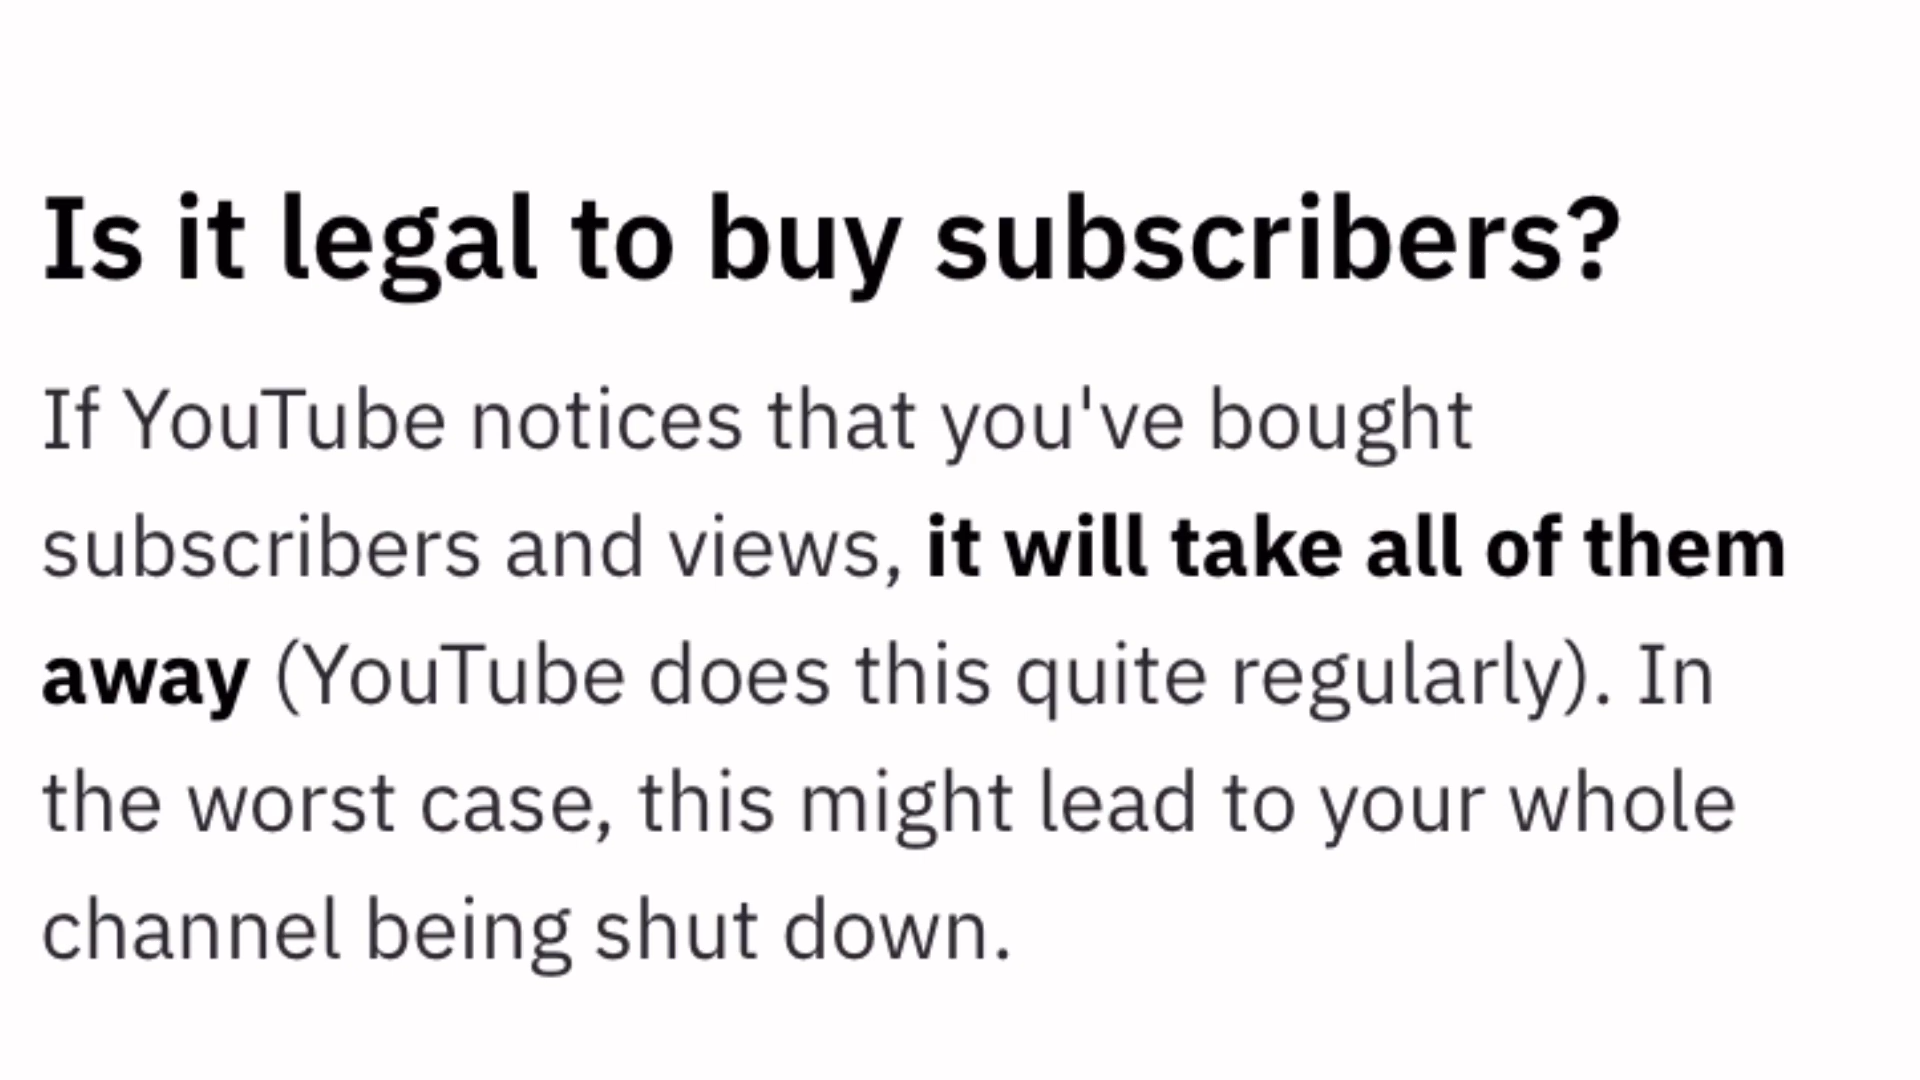 Is it legal to buy subscribers?
If YouTube notices that you've bought
subscribers and views, it will take all of them
away (YouTube does this quite regularly). In
the worst case, this might lead to your whole
channel being shut down.